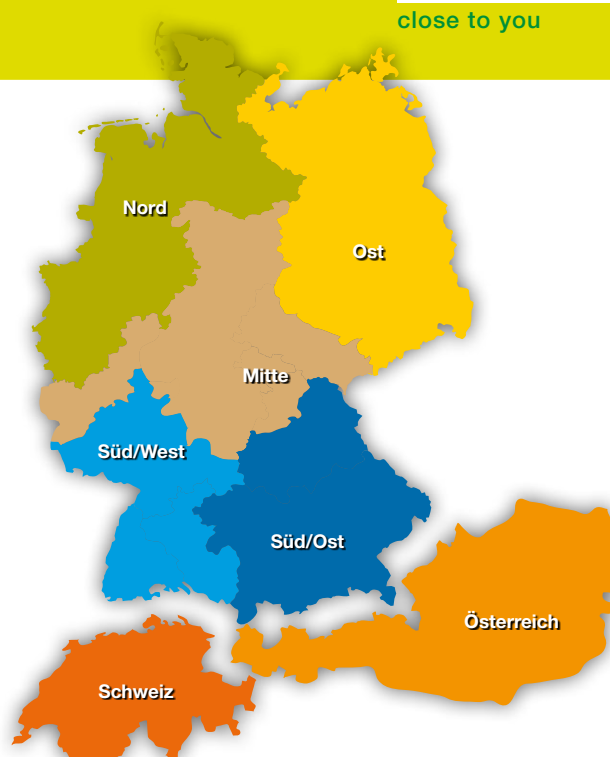 close to you
Nord
Ost
Mitte
Süd/West
Süd/Ost
Österreich
Schweiz